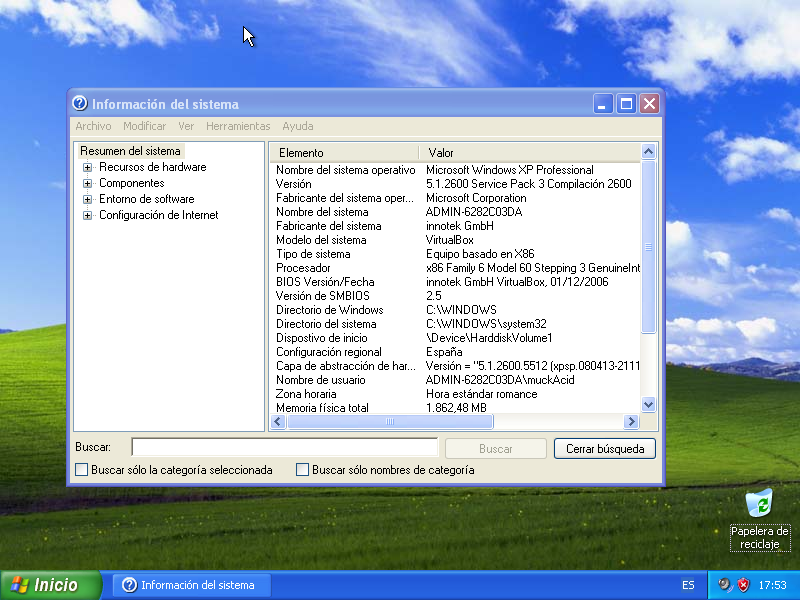 Información del sistema
Archivo Modificar Ver Herramientas Ayuda
Resumen del sistema
Recursos de hardware
Componentes
Entorno de software
Configuración de Internet
Elemento Valor
Nombre del sistema operativo Microsoft Windows XP Professional
Versión 5.1.2600 Service Pack 3 Compilación 2600
Fabricante del sistema oper... Microsoft Corporation
Nombre del sistema ADMIN-6282C03DA
Fabricante del sistema innotek GmbH
Modelo del sistema VirtualBox
Tipo de sistema Equipo basado en X86
Procesador x86 Family 6 Model 60 Stepping 3 GenuineInt
BIOS Versión/Fecha innotek GmbH VirtualBox, 01/12/2006
Versión de SMBIOS 2.5
Directorio de Windows C:\WINDOWS
Directorio del sistema C:\WINDOWS\system32
Dispostivo de inicio \Device\HarddiskVolume1
Configuración regional España
Capa de abstracción de har... Versión = "5.1.2600.5512 (xpsp.080413-2111
Nombre de usuario ADMIN-6282C03DA\muckAcid
Zona horaria Hora estándar romance
Memoria física total 1.862,48 MB
Buscar: Buscar Cerrar búsqueda
Buscar sólo la categoría seleccionada Buscar sólo nombres de categoría
Papelera de
reciclaje
Inicio Información del sistema ES 17:53